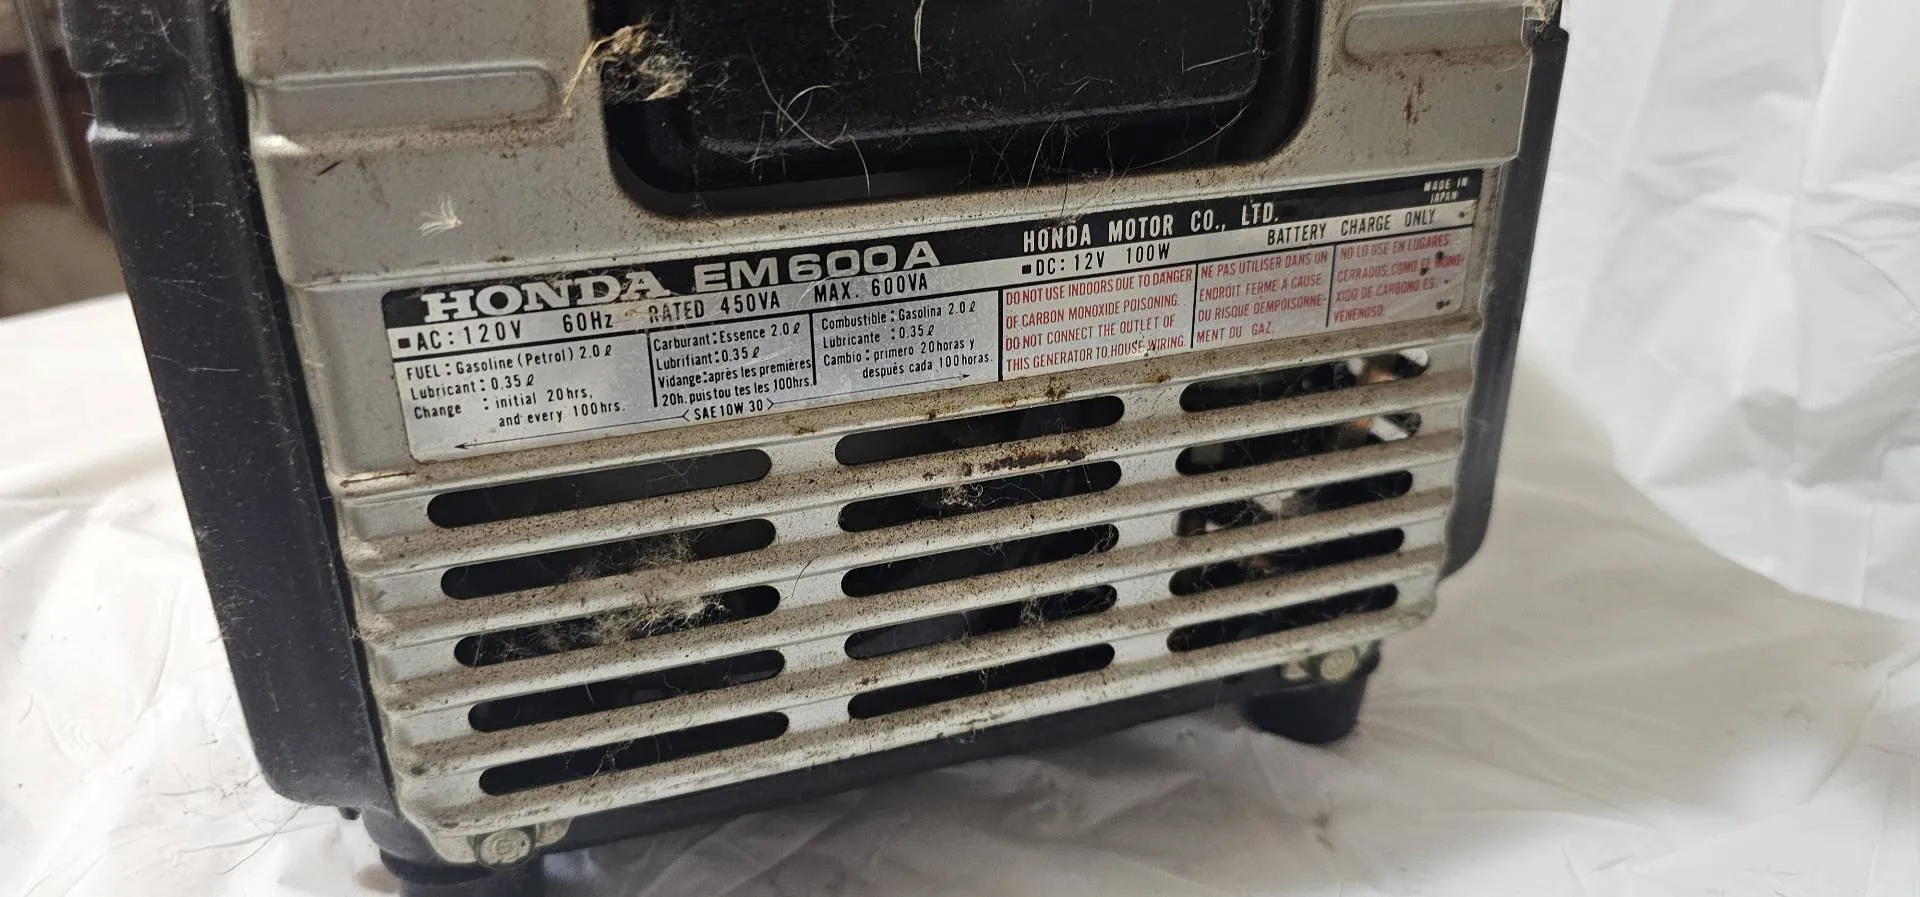 MADE IN
JAPAN
HONDA EM600A HONDA MOTOR CO., LTD.
■AC:120V 60Hz RATED 450VA MAX. 600VA ■DC:12V 100W BATTERY CHARGE ONLY
FUEL: Gasoline (Petrol) 2.0ℓ
Lubricant: 0.35ℓ
Change : initial 20hrs,
and every 100hrs.
Carburant: Essence 2.0ℓ
Lubrifiant: 0.35ℓ
Vidange: après les premières
20h. puis tou tes les 100hrs.
Combustible: Gasolina 2.0ℓ
Lubricante : 0.35ℓ
Cambio: primero 20horas y
después cada 100horas.
<SAE10W 30>
DO NOT USE INDOORS DUE TO DANGER
OF CARBON MONOXIDE POISONING.
DO NOT CONNECT THE OUTLET OF
THIS GENERATOR TO HOUSE WIRING.
NE PAS UTILISER DANS UN
ENDROIT FERME A CAUSE
DU RISQUE DEMPOISONNE-
MENT DU GAZ.
NO LO USE EN LUGARES
CERRADOS, COMO EL MONO-
XIDO DE CARBONO ES
VENENOSO.